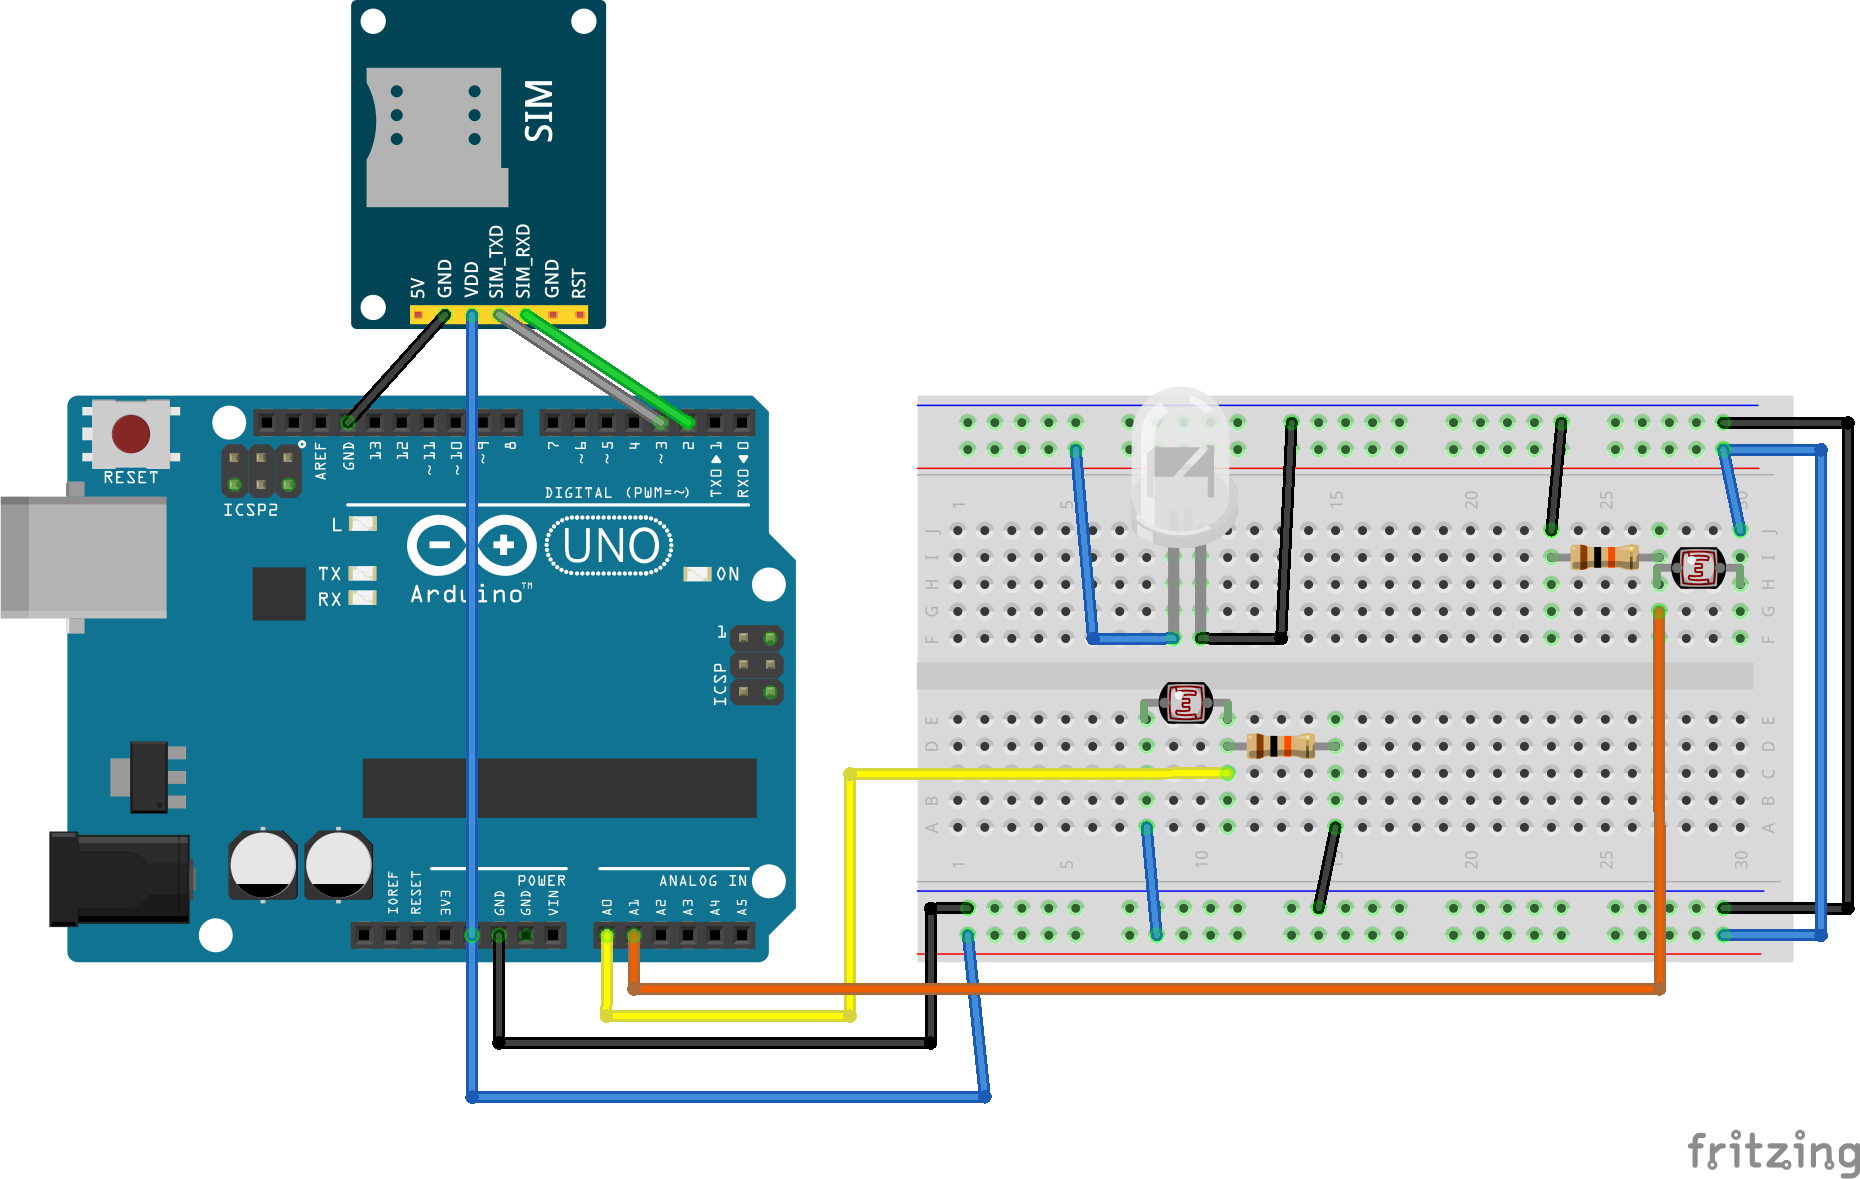 SIM
5V
GND
VDD
SIM_TXD
SIM_RXD
GND
RST
RESET
ICSP2
AREF
GND
13
12
~11
~10
~9
8
7
~6
~5
4
~3
2
TX0 1
RX0 0
DIGITAL (PWM=~)
L
TX
RX
UNO
Arduino™
ON
1
ICSP
POWER
ANALOG IN
IOREF
RESET
3V3
GND
GND
VIN
A0
A1
A2
A3
A4
A5
1
5
15
20
25
30
J
I
H
G
F
J
I
H
G
F
E
D
C
B
A
E
D
C
B
A
1
5
10
15
20
25
30
fritzing